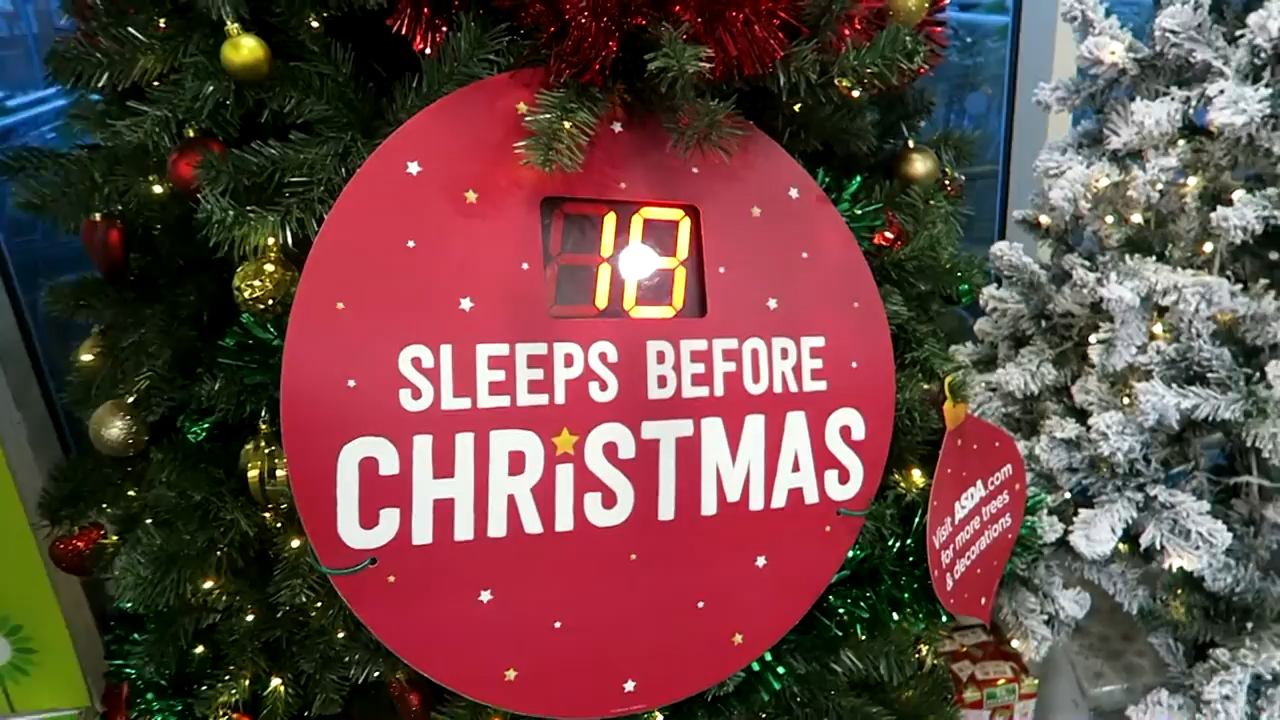 18
SLEEPS BEFORE
CHRiSTMAS
Visit ASDA.com
for more trees
& decorations